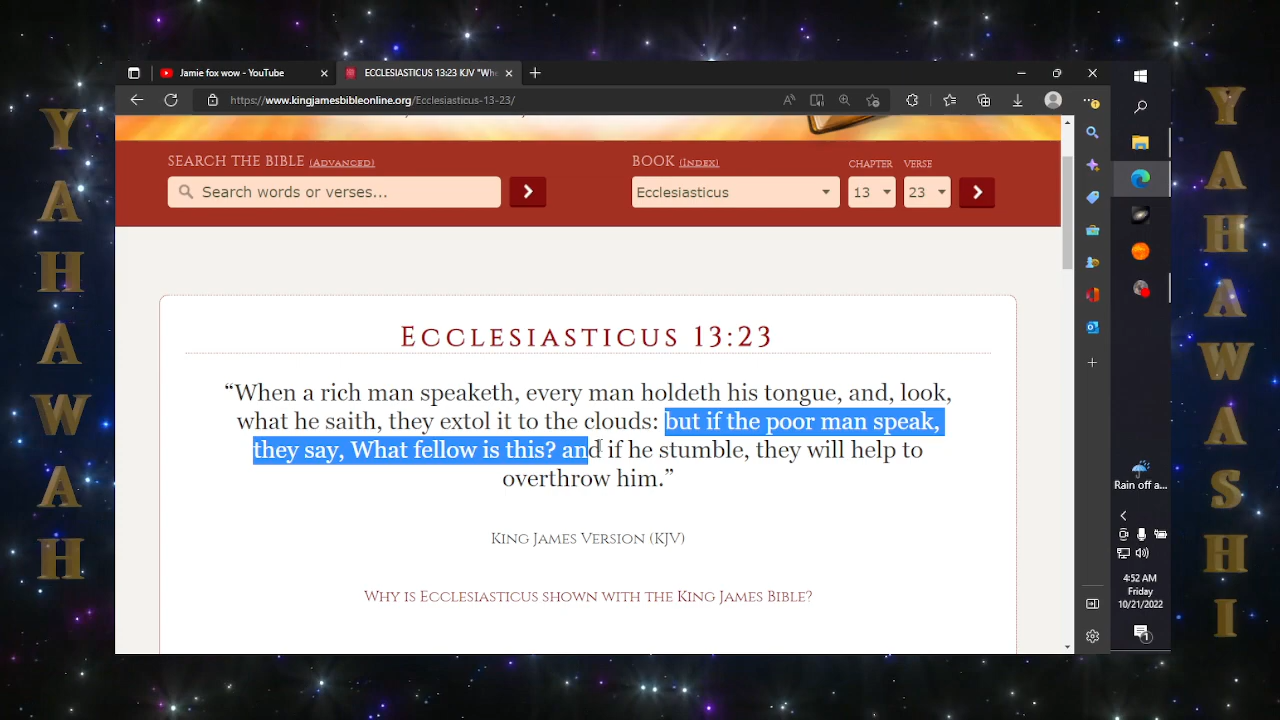 YAHAWAH
Jamie fox wow - YouTube
ECCLESIASTICUS 13:23 KJV "Whe
https://www.kingjamesbibleonline.org/Ecclesiasticus-13-23/
SEARCH THE BIBLE (ADVANCED)
BOOK (INDEX)
CHAPTER
VERSE
Search words or verses...
Ecclesiasticus
13
23
ECCLESIASTICUS 13:23
“When a rich man speaketh, every man holdeth his tongue, and, look,
what he saith, they extol it to the clouds: but if the poor man speak,
they say, What fellow is this? and if he stumble, they will help to
overthrow him.”
KING JAMES VERSION (KJV)
WHY IS ECCLESIASTICUS SHOWN WITH THE KING JAMES BIBLE?
Rain off a...
4:52 AM
Friday
10/21/2022
1
YAHAWASHI